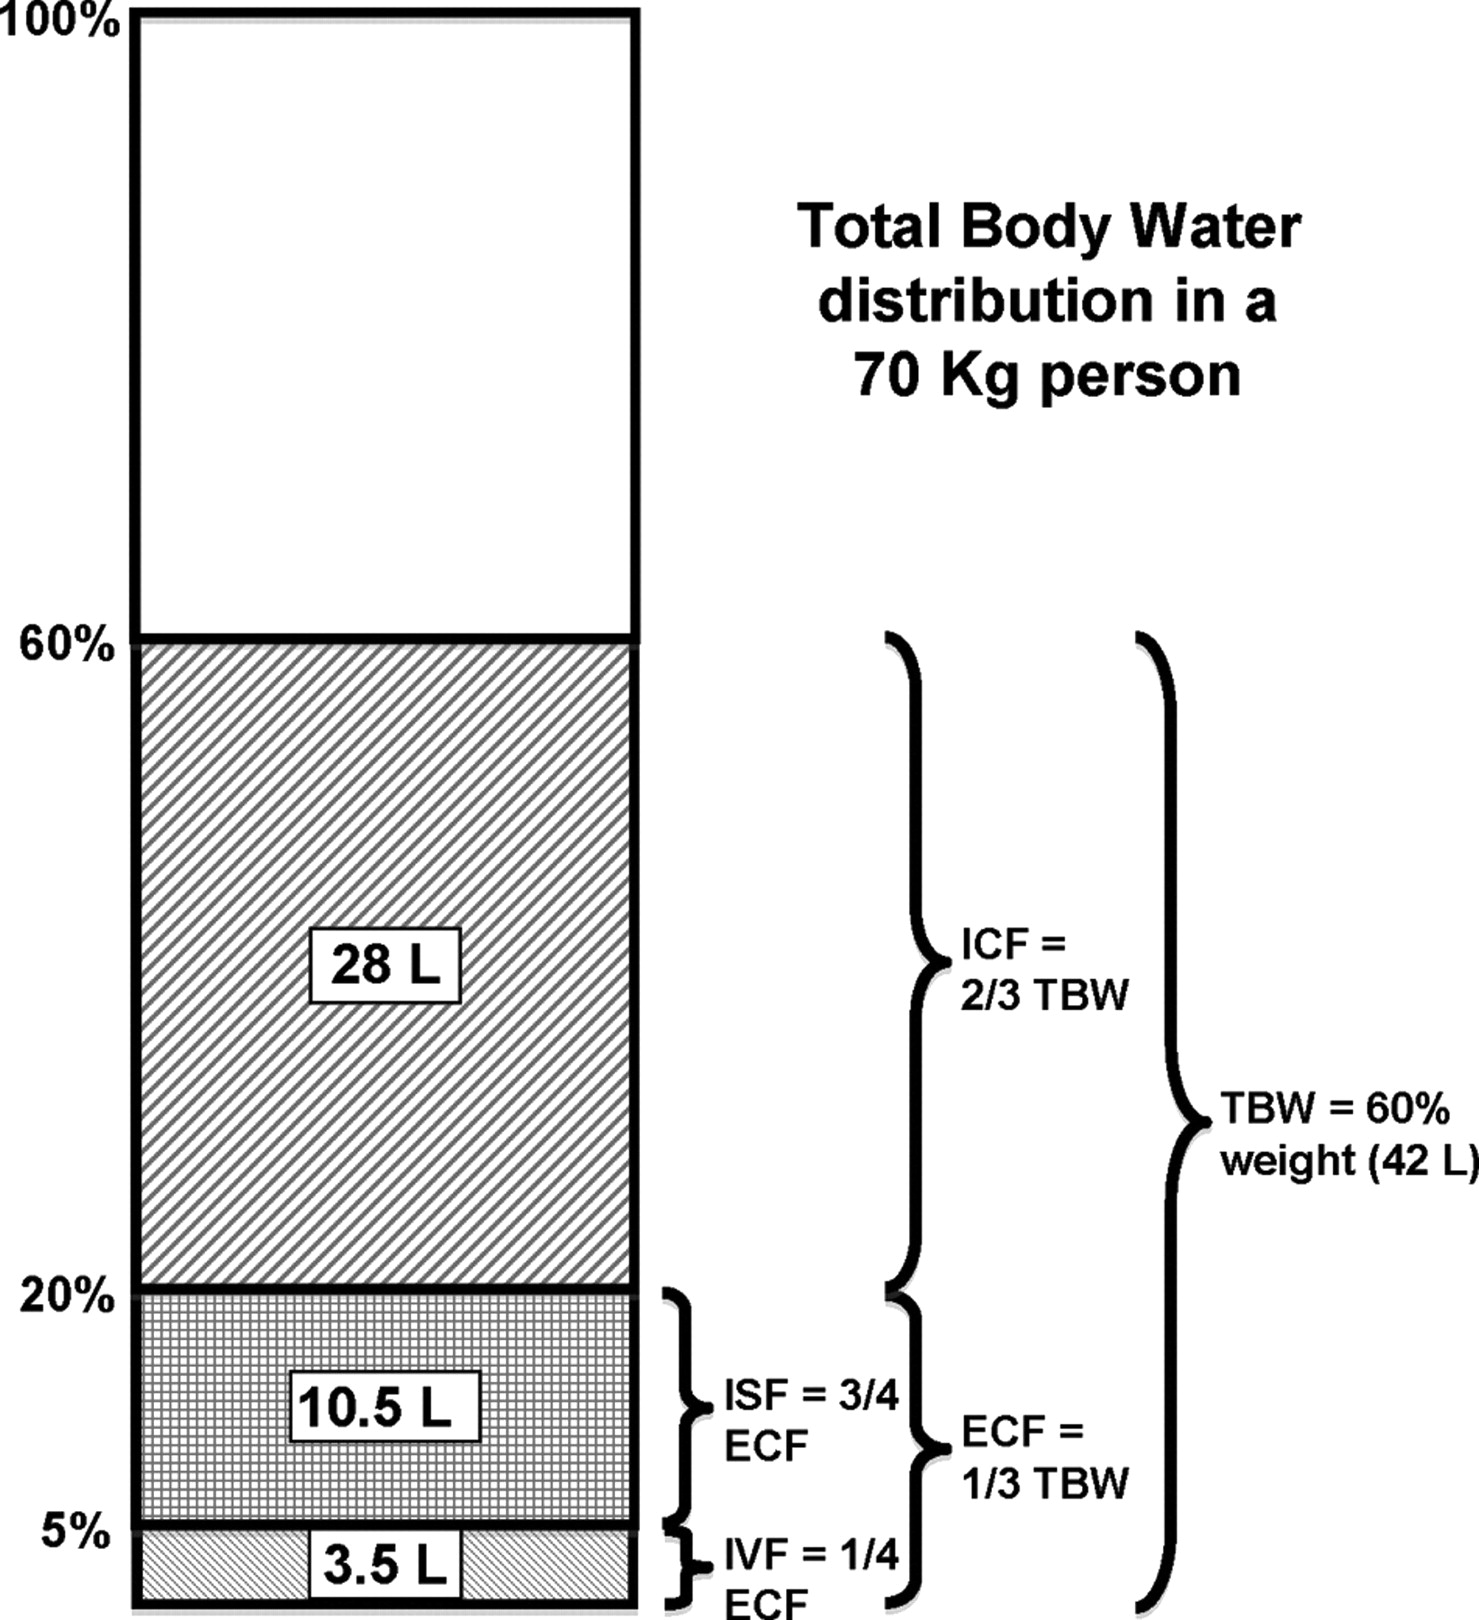 100%
Total Body Water
distribution in a
70 Kg person
60%
28 L
ICF =
2/3 TBW
TBW = 60%
weight (42 L)
20%
10.5 L
ISF = 3/4
ECF
ECF =
1/3 TBW
5%
3.5 L
IVF = 1/4
ECF